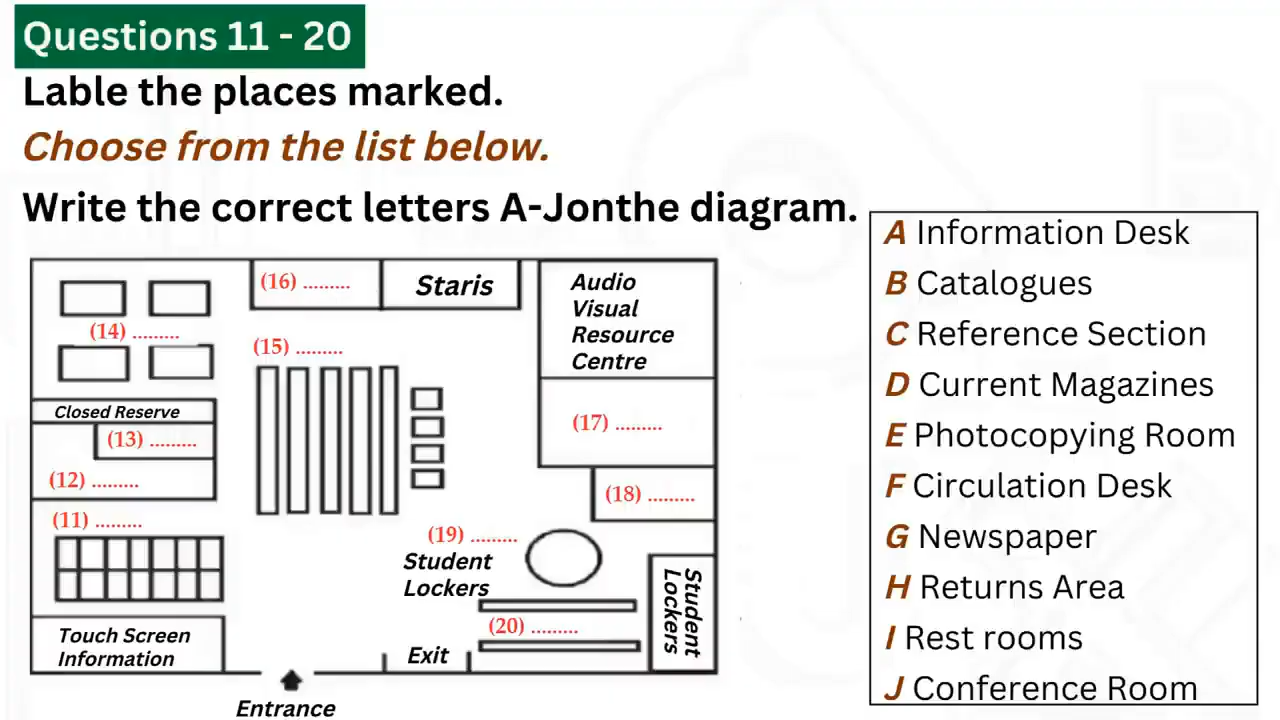 Questions 11 - 20
Lable the places marked.
Choose from the list below.
Write the correct letters A-Jonthe diagram.
(16) .........
Staris
Audio
Visual
Resource
Centre
(14) .........
(15) .........
Closed Reserve
(13) .........
(17) .........
(12) .........
(18) .........
(11) .........
(19) .........
Student
Lockers
Student
Lockers
(20) .........
Touch Screen
Information
Exit
Entrance
A Information Desk
B Catalogues
C Reference Section
D Current Magazines
E Photocopying Room
F Circulation Desk
G Newspaper
H Returns Area
I Rest rooms
J Conference Room